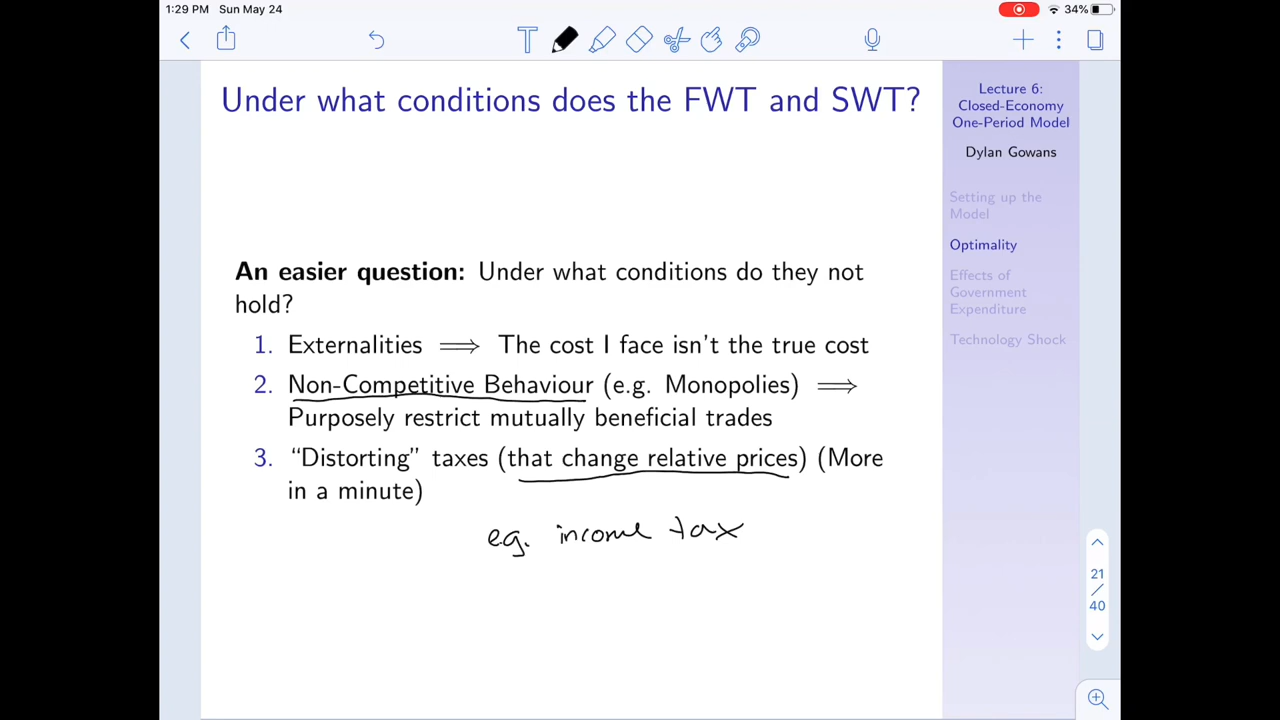 1:29 PM Sun May 24
34%
Under what conditions does the FWT and SWT?
An easier question: Under what conditions do they not
hold?
1. Externalities ⟹ The cost I face isn't the true cost
2. Non-Competitive Behaviour (e.g. Monopolies) ⟹
Purposely restrict mutually beneficial trades
3. “Distorting” taxes (that change relative prices) (More
in a minute)
e.g. income tax
Lecture 6:
Closed-Economy
One-Period Model
Dylan Gowans
Setting up the
Model
Optimality
Effects of
Government
Expenditure
Technology Shock
21
/
40